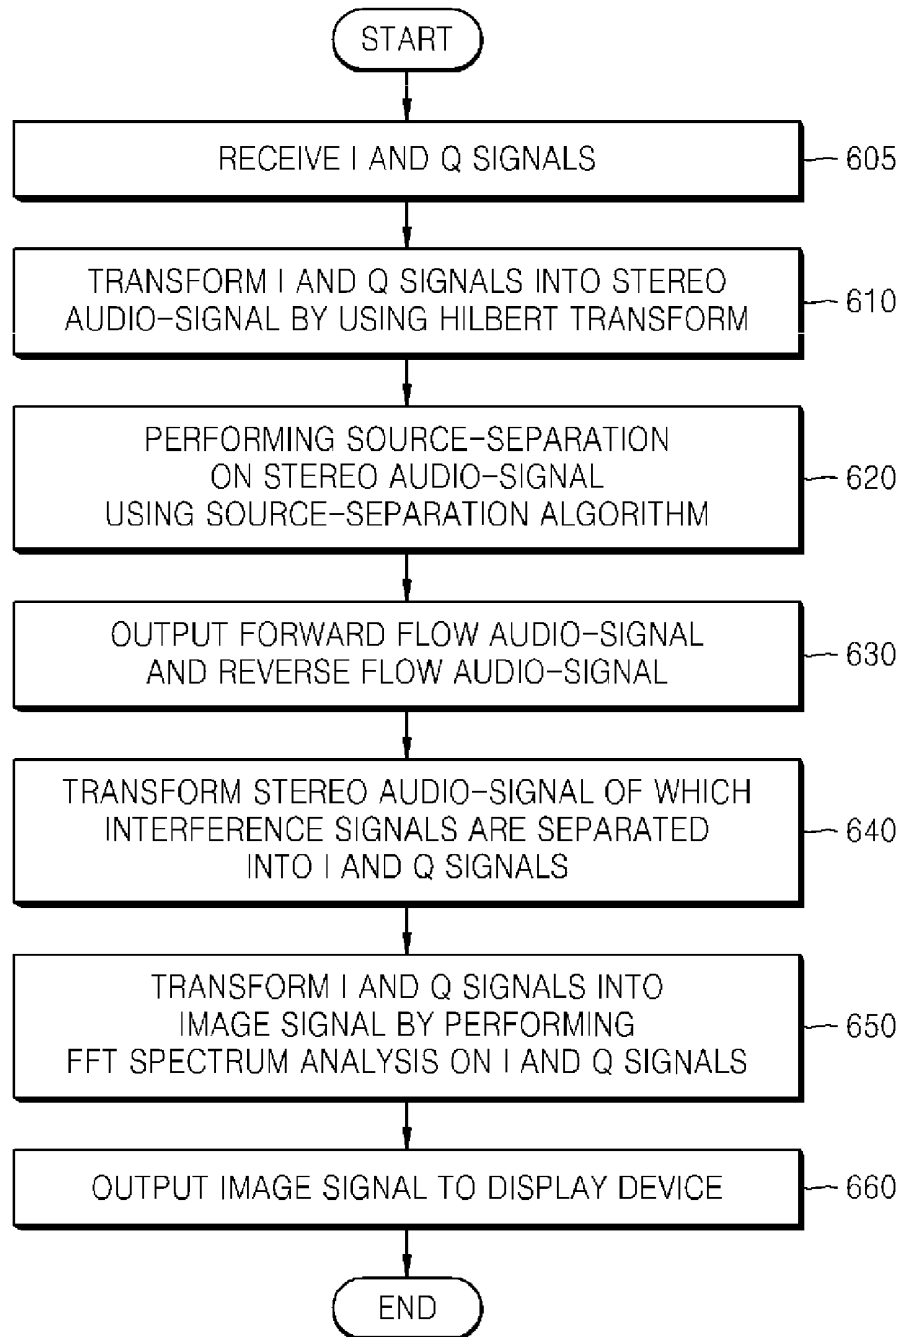 START
RECEIVE I AND Q SIGNALS
605
TRANSFORM I AND Q SIGNALS INTO STEREO
AUDIO-SIGNAL BY USING HILBERT TRANSFORM
610
PERFORMING SOURCE-SEPARATION
ON STEREO AUDIO-SIGNAL
USING SOURCE-SEPARATION ALGORITHM
620
OUTPUT FORWARD FLOW AUDIO-SIGNAL
AND REVERSE FLOW AUDIO-SIGNAL
630
TRANSFORM STEREO AUDIO-SIGNAL OF WHICH
INTERFERENCE SIGNALS ARE SEPARATED
INTO I AND Q SIGNALS
640
TRANSFORM I AND Q SIGNALS INTO
IMAGE SIGNAL BY PERFORMING
FFT SPECTRUM ANALYSIS ON I AND Q SIGNALS
650
OUTPUT IMAGE SIGNAL TO DISPLAY DEVICE
660
END